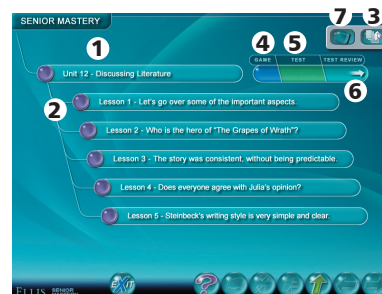 SENIOR MASTERY
7
3
1
4
5
GAME
TEST
TEST REVIEW
Unit 12 - Discussing Literature
6
2
Lesson 1 - Let's go over some of the important aspects.
Lesson 2 - Who is the hero of "The Grapes of Wrath"?
Lesson 3 - The story was consistent, without being predictable.
Lesson 4 - Does everyone agree with Julia's opinion?
Lesson 5 - Steinbeck's writing style is very simple and clear.
EXIT
?
ELLIS SENIOR MASTERY